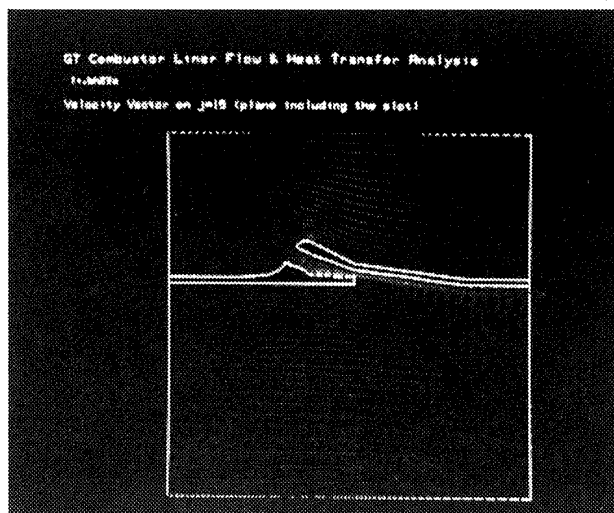 GT Combustor Liner Flow & Heat Transfer Analysis
Velocity Vector on j=15 (plane including the slot)